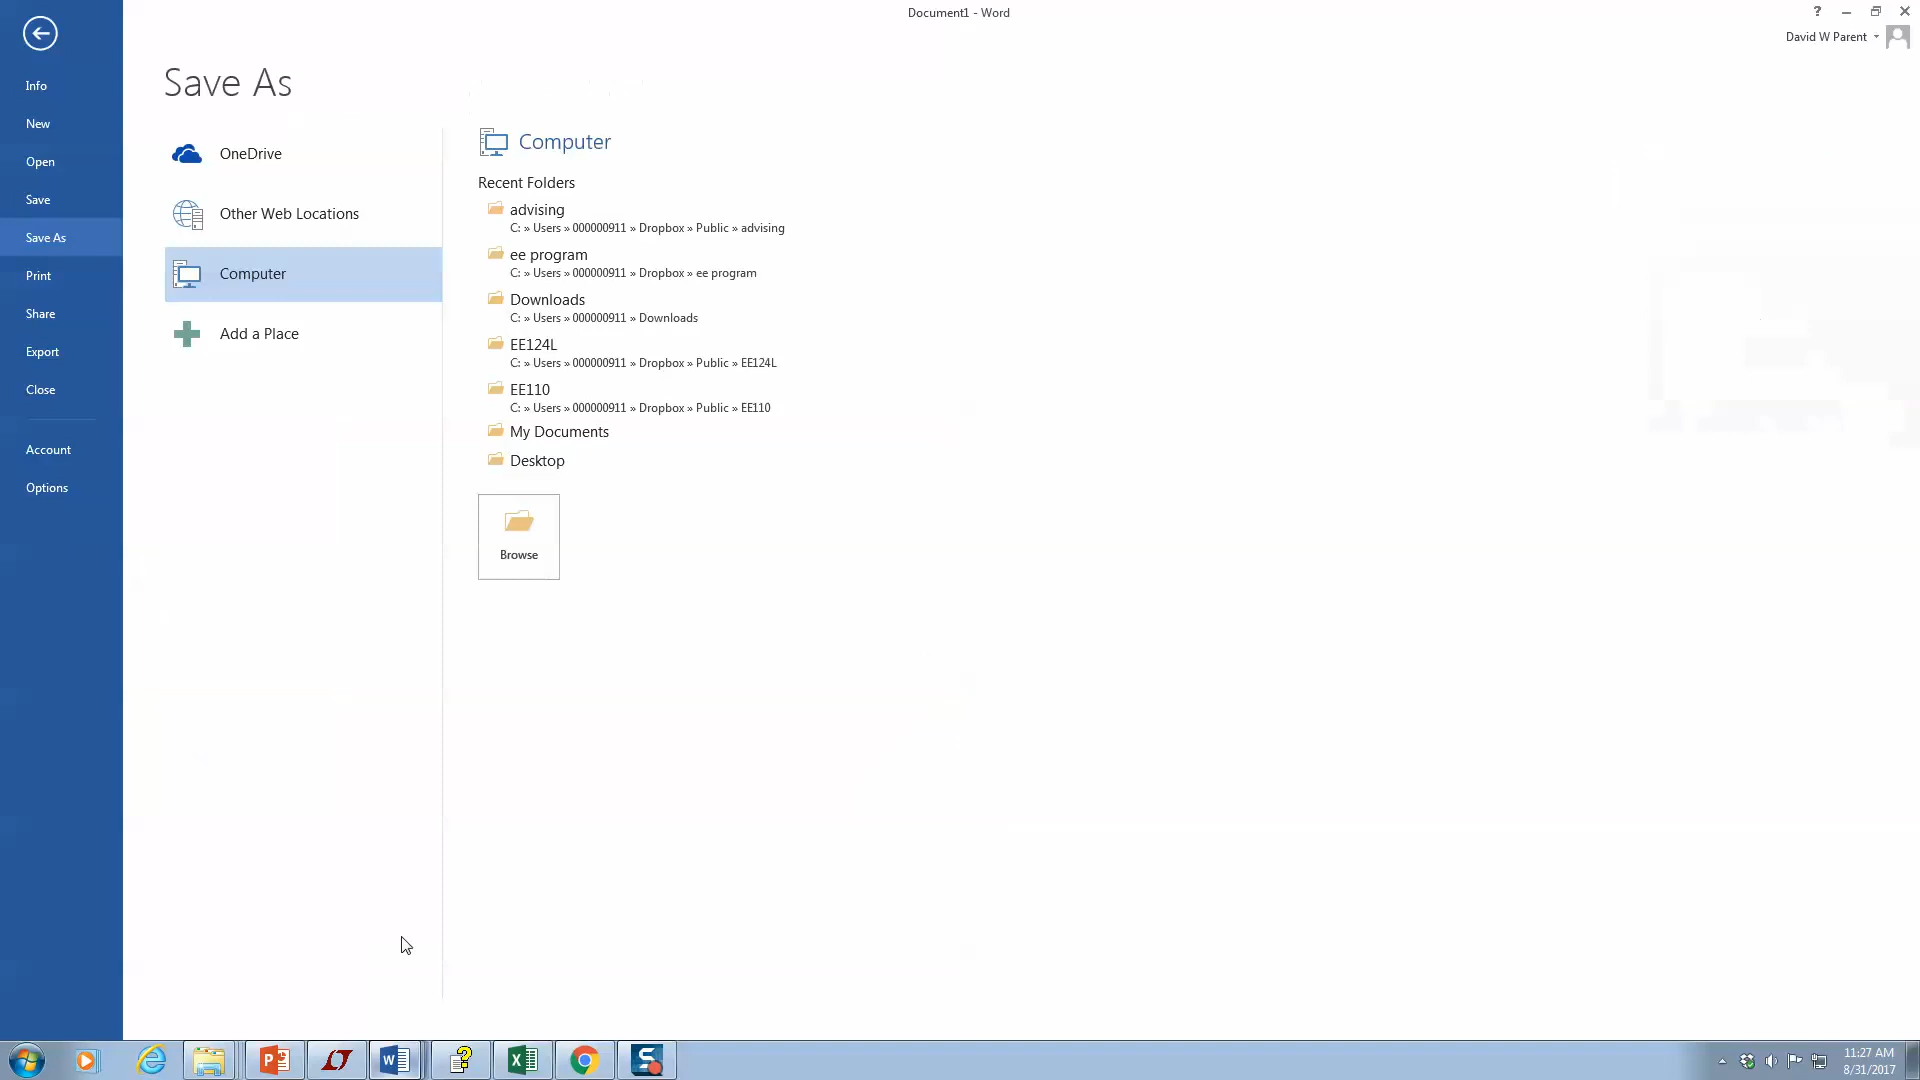 Document1 - Word
?
David W Parent
Save As
Info
New
Open
Save
Save As
Print
Share
Export
Close
Account
Options
OneDrive
Other Web Locations
Computer
Add a Place
Computer
Recent Folders
advising
C: » Users » 000000911 » Dropbox » Public » advising
ee program
C: » Users » 000000911 » Dropbox » ee program
Downloads
C: » Users » 000000911 » Downloads
EE124L
C: » Users » 000000911 » Dropbox » Public » EE124L
EE110
C: » Users » 000000911 » Dropbox » Public » EE110
My Documents
Desktop
Browse
11:27 AM
8/31/2017